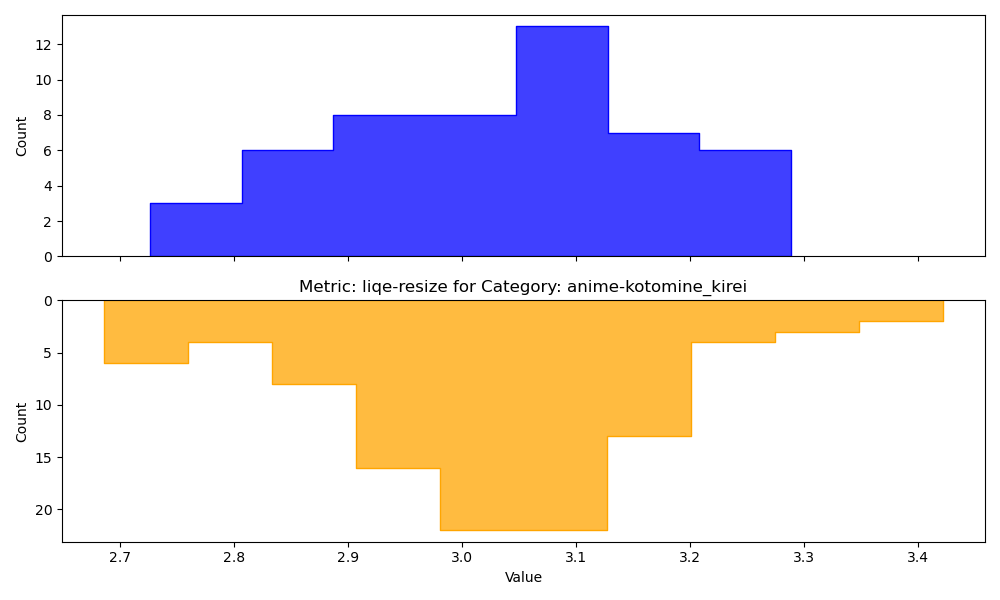 Count
12
10
8
6
4
2
0
Metric: liqe-resize for Category: anime-kotomine_kirei
Count
0
5
10
15
20
2.7 2.8 2.9 3.0 3.1 3.2 3.3 3.4
Value